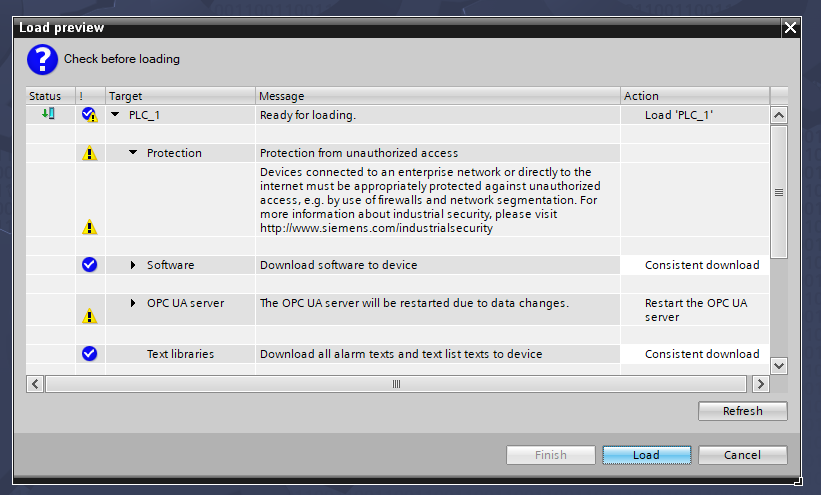 Load preview
?
Check before loading
Status ! Target Message Action
PLC_1 Ready for loading. Load 'PLC_1'
Protection Protection from unauthorized access
Devices connected to an enterprise network or directly to the
internet must be appropriately protected against unauthorized
access, e.g. by use of firewalls and network segmentation. For
more information about industrial security, please visit
http://www.siemens.com/industrialsecurity
Software Download software to device Consistent download
OPC UA server The OPC UA server will be restarted due to data changes. Restart the OPC UA
server
Text libraries Download all alarm texts and text list texts to device Consistent download
Refresh
Finish Load Cancel